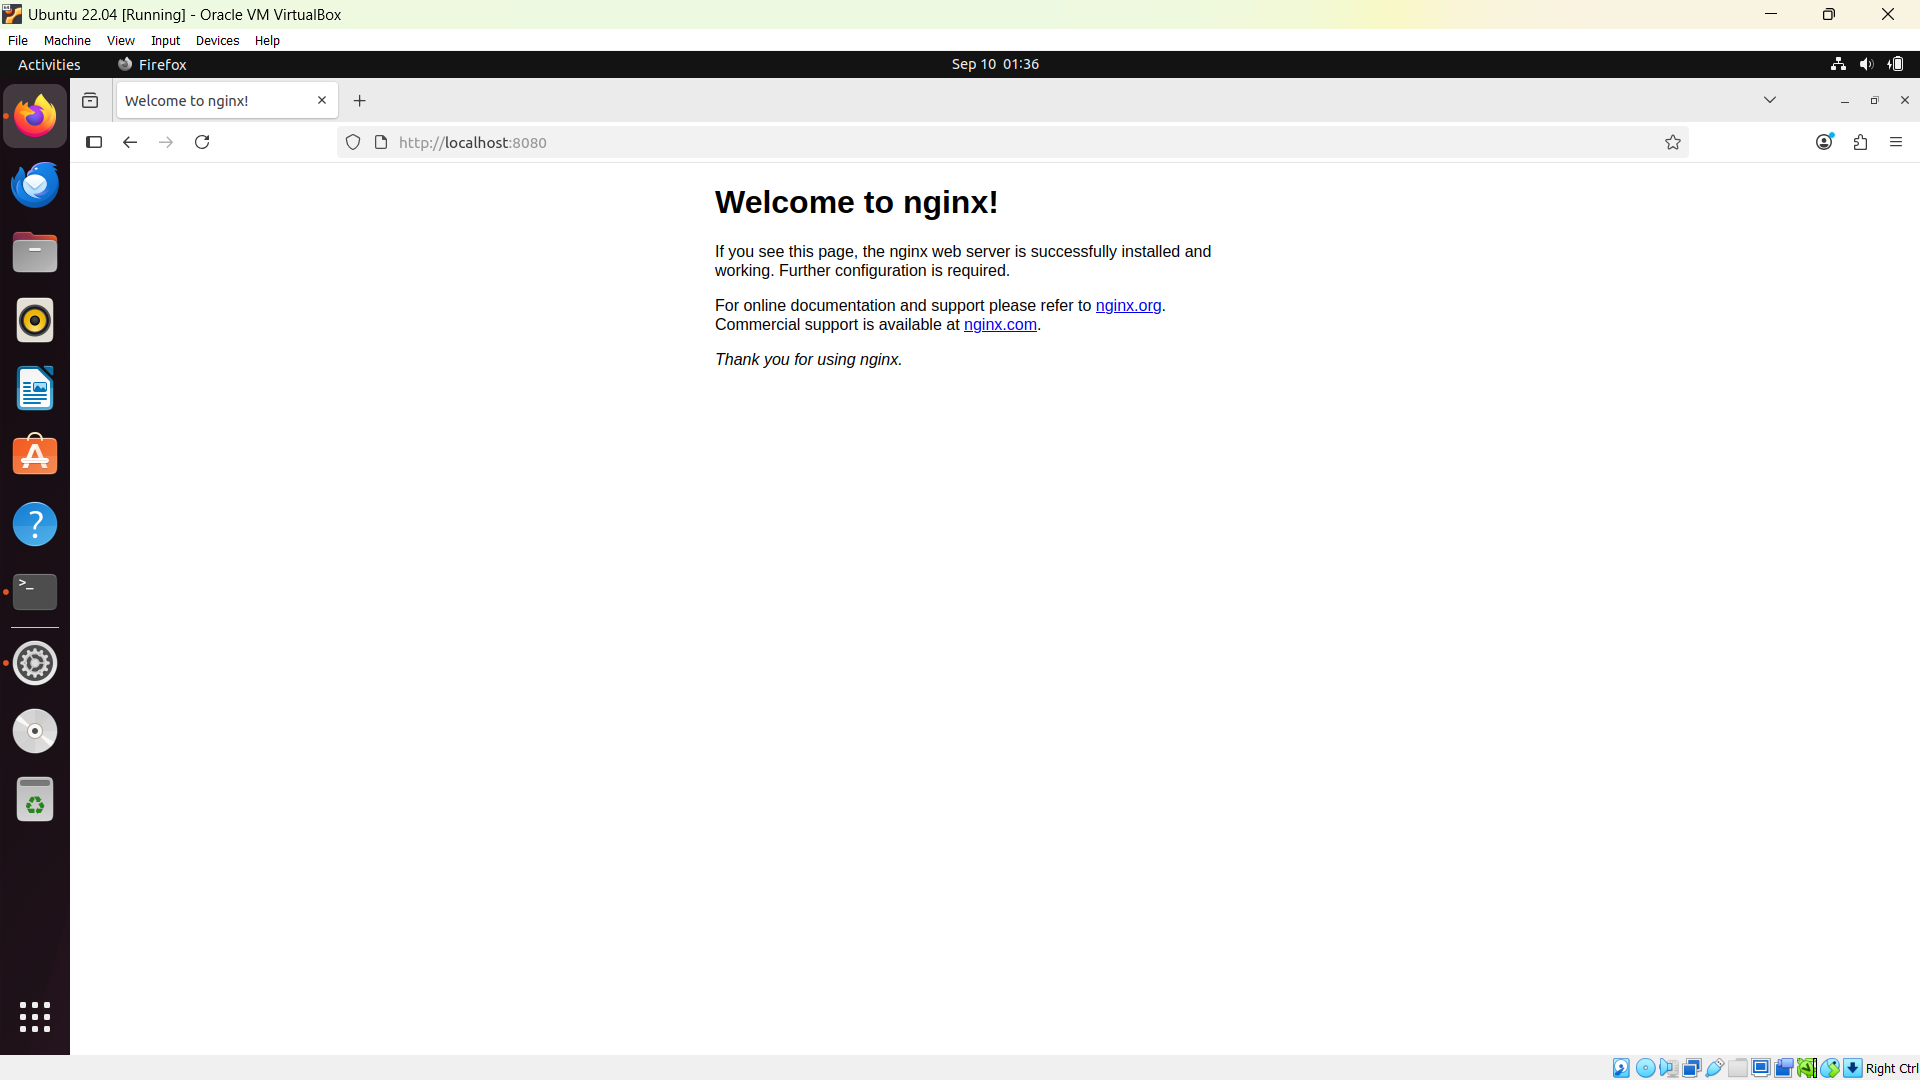 Ubuntu 22.04 [Running] - Oracle VM VirtualBox
File Machine View Input Devices Help
Activities Firefox Sep 10 01:36
Welcome to nginx!
http://localhost:8080
Welcome to nginx!
If you see this page, the nginx web server is successfully installed and
working. Further configuration is required.
For online documentation and support please refer to nginx.org.
Commercial support is available at nginx.com.
Thank you for using nginx.
Right Ctrl